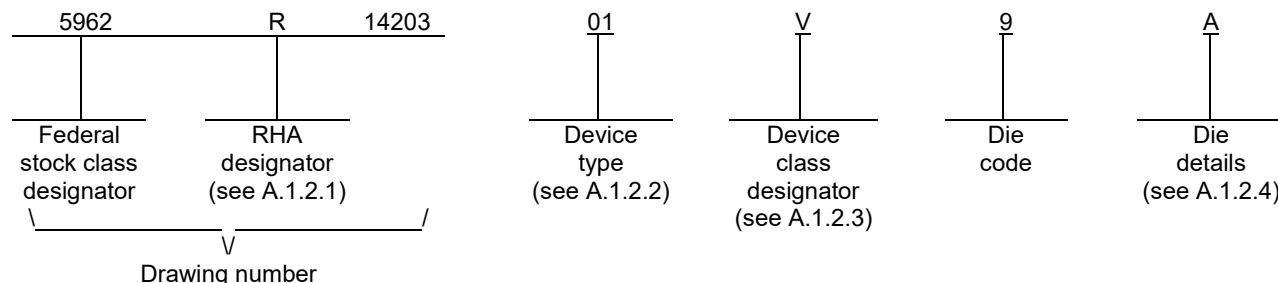 5962 R 14203 01 V 9 A
Federal RHA Device Device Die Die
stock class designator type class code details
designator (see A.1.2.1) (see A.1.2.2) designator (see A.1.2.4)
(see A.1.2.3)
\ /
\/
Drawing number